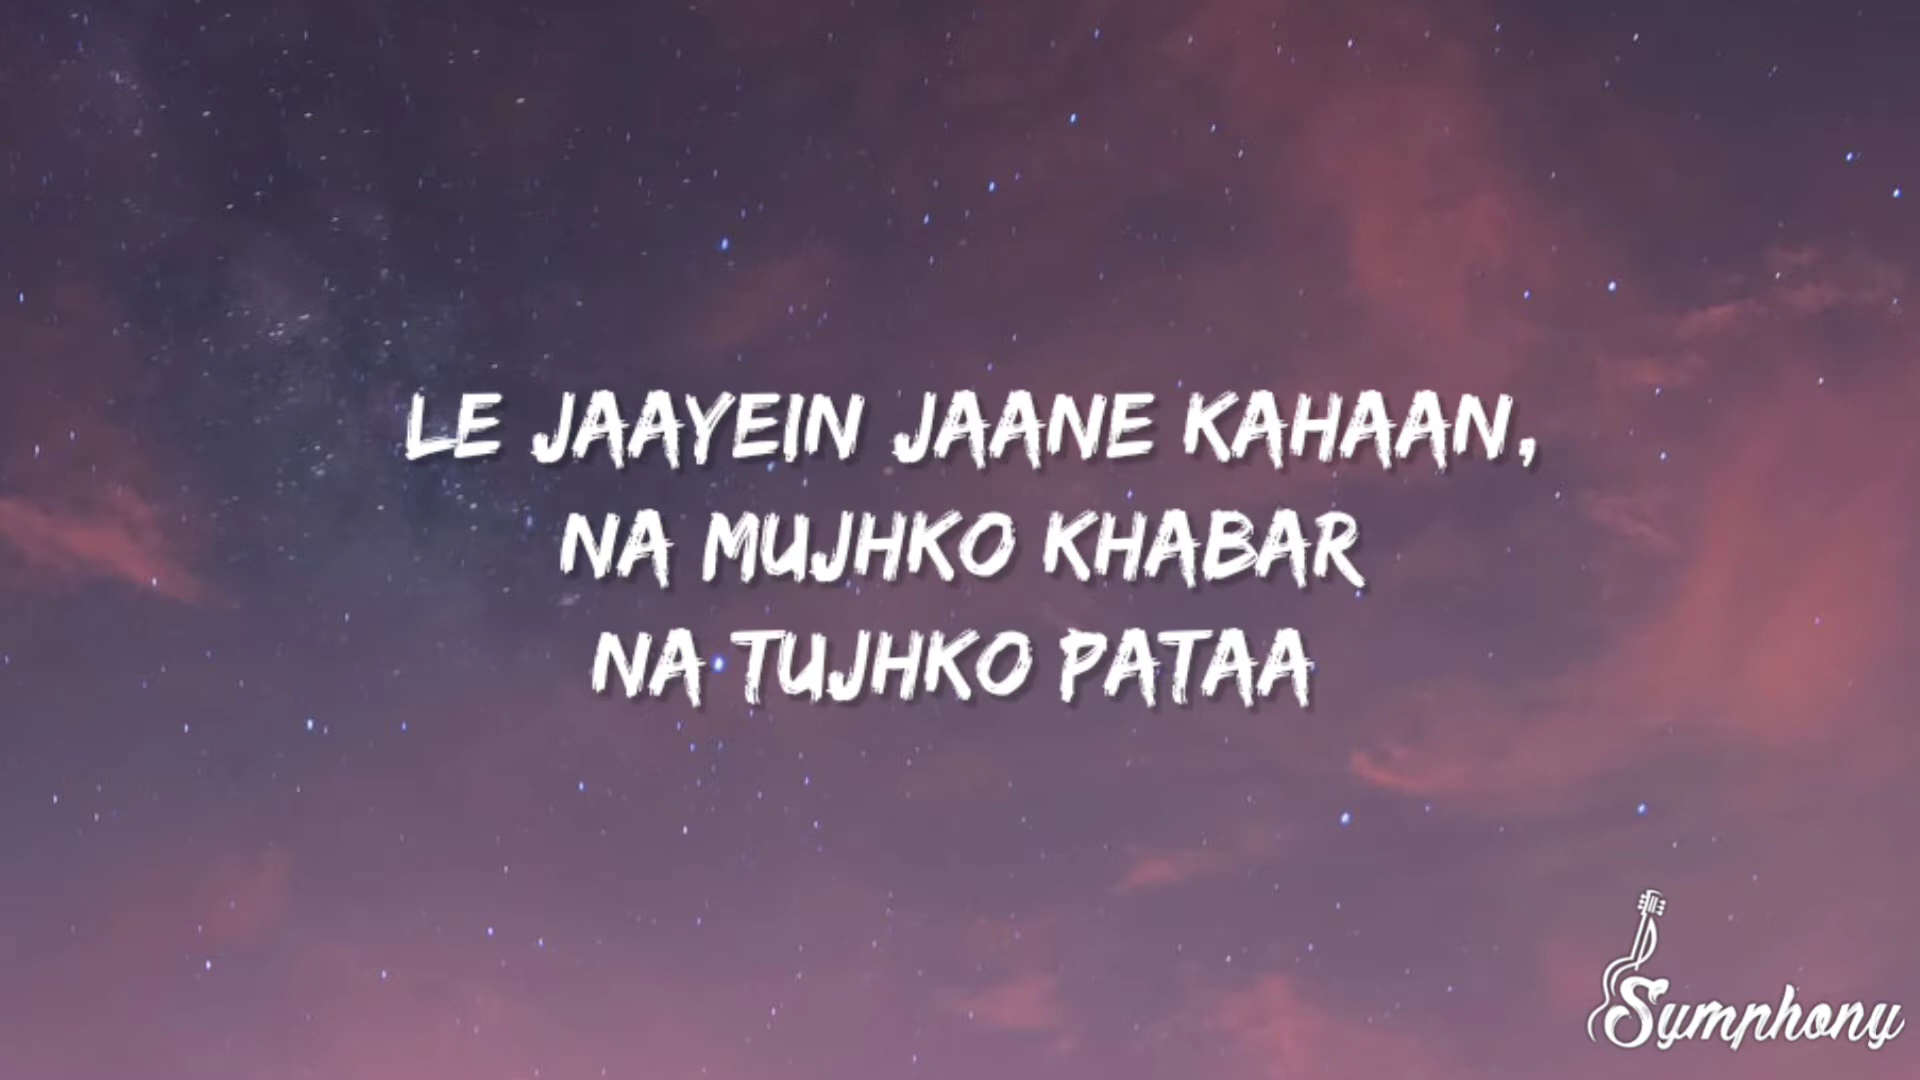 LE JAAYEIN JAANE KAHAAN,
NA MUJHKO KHABAR
NA TUJHKO PATAA
Symphony